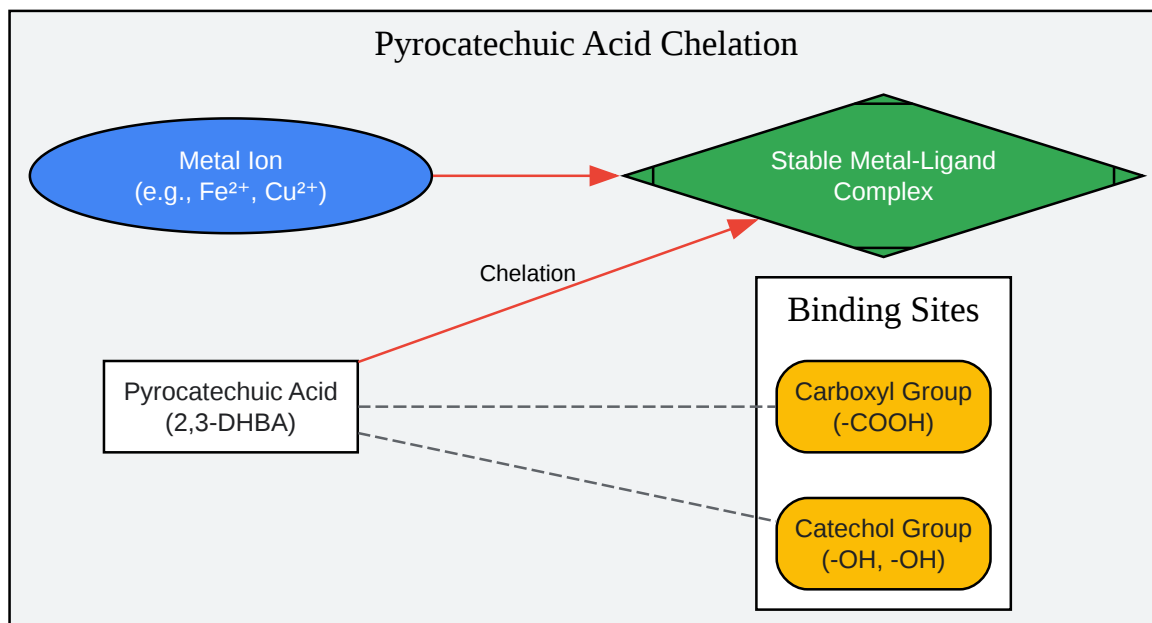 Pyrocatechuic Acid Chelation
Metal Ion
(e.g., Fe²⁺, Cu²⁺)
Stable Metal-Ligand
Complex
Chelation
Binding Sites
Pyrocatechuic Acid
(2,3-DHBA)
Carboxyl Group
(-COOH)
Catechol Group
(-OH, -OH)